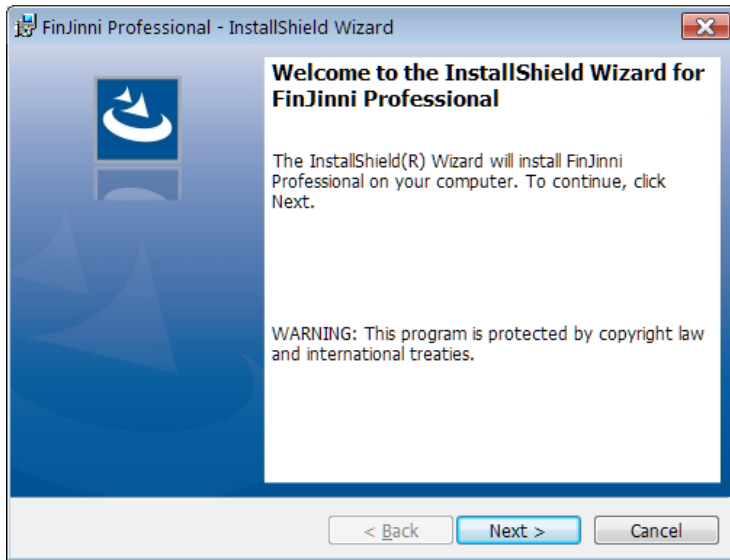 FinJinni Professional - InstallShield Wizard
Welcome to the InstallShield Wizard for
FinJinni Professional
The InstallShield(R) Wizard will install FinJinni
Professional on your computer. To continue, click
Next.
WARNING: This program is protected by copyright law
and international treaties.
< Back Next > Cancel